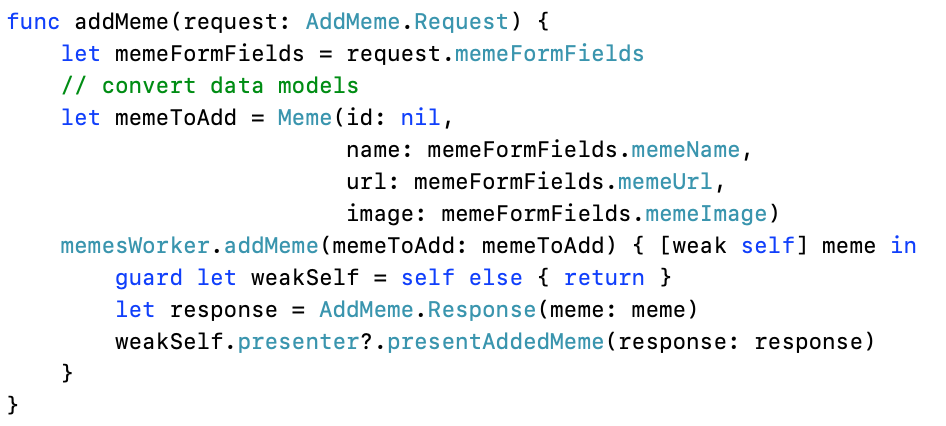 func addMeme(request: AddMeme.Request) {
    let memeFormFields = request.memeFormFields
    // convert data models
    let memeToAdd = Meme(id: nil,
                         name: memeFormFields.memeName,
                         url: memeFormFields.memeUrl,
                         image: memeFormFields.memeImage)
    memesWorker.addMeme(memeToAdd: memeToAdd) { [weak self] meme in
        guard let weakSelf = self else { return }
        let response = AddMeme.Response(meme: meme)
        weakSelf.presenter?.presentAddedMeme(response: response)
    }
}